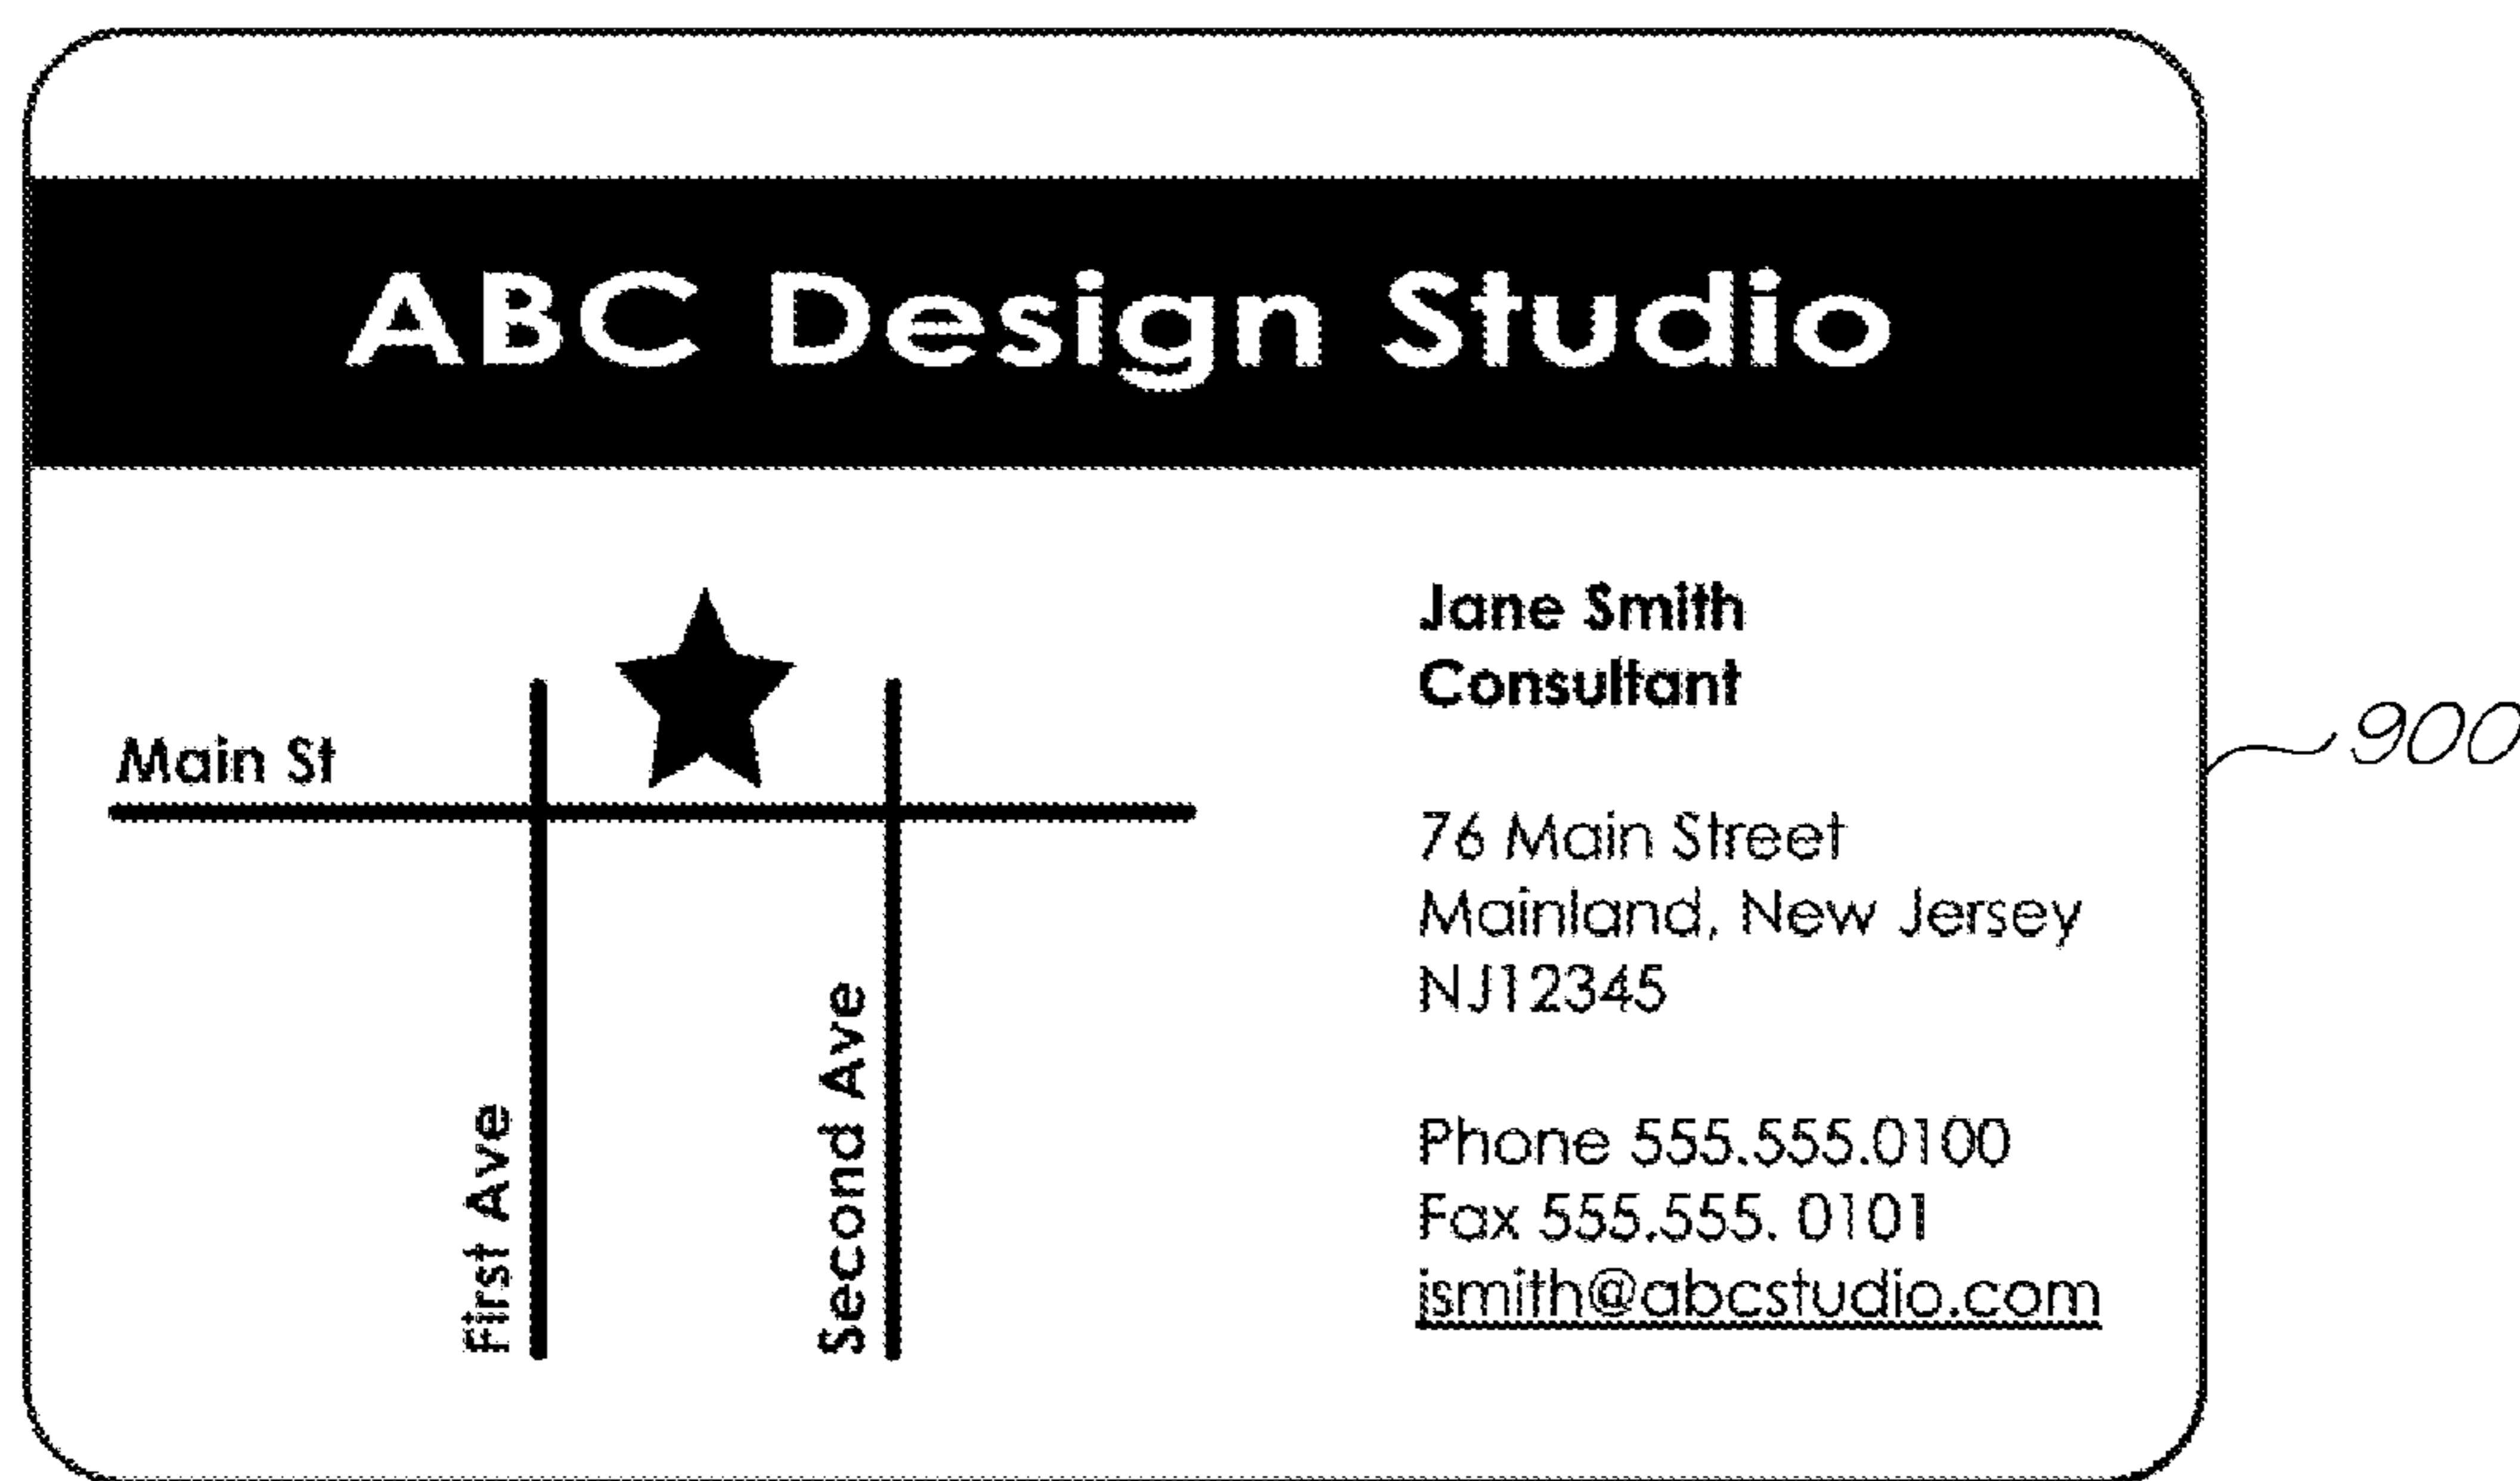 ABC Design Studio
Main St
First Ave
Second Ave
Jane Smith
Consultant
76 Main Street
Mainland, New Jersey
NJ12345
Phone 555.555.0100
Fax 555.555. 0101
jsmith@abcstudio.com
900